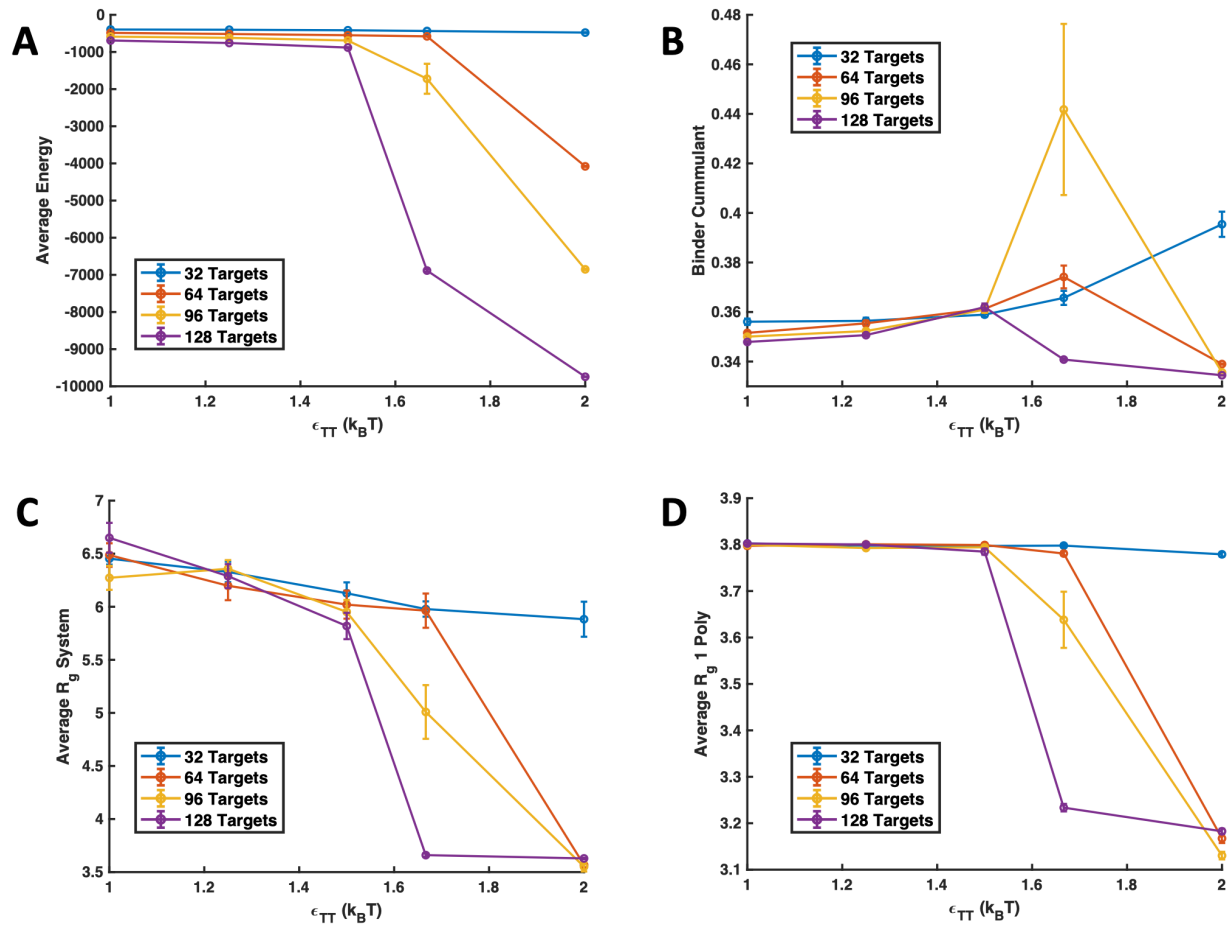 A
Average Energy
0
-1000
-2000
-3000
-4000
-5000
-6000
-7000
-8000
-9000
-10000
32 Targets
64 Targets
96 Targets
128 Targets
1
1.2
1.4
1.6
1.8
2
ϵTT (kBT)
B
Binder Cummulant
0.48
0.46
0.44
0.42
0.4
0.38
0.36
0.34
32 Targets
64 Targets
96 Targets
128 Targets
1
1.2
1.4
1.6
1.8
2
ϵTT (kBT)
C
Average Rg System
7
6.5
6
5.5
5
4.5
4
3.5
32 Targets
64 Targets
96 Targets
128 Targets
1
1.2
1.4
1.6
1.8
2
ϵTT (kBT)
D
Average Rg 1 Poly
3.9
3.8
3.7
3.6
3.5
3.4
3.3
3.2
3.1
32 Targets
64 Targets
96 Targets
128 Targets
1
1.2
1.4
1.6
1.8
2
ϵTT (kBT)